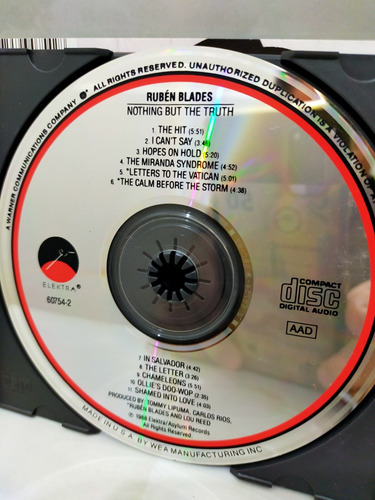 A WARNER COMMUNICATIONS COMPANY • ALL RIGHTS RESERVED. UNAUTHORIZED DUPLICATION IS A VIOLATION OF
RUBÉN BLADES
NOTHING BUT THE TRUTH
1. THE HIT (5:51)
2. I CAN'T SAY (3:48)
3. HOPES ON HOLD (5:20)
4. THE MIRANDA SYNDROME (4:52)
5. *LETTERS TO THE VATICAN (5:01)
6. *THE CALM BEFORE THE STORM (4:38)
ELEKTRA®
60754-2
COMPACT
disc
DIGITAL AUDIO
AAD
7. IN SALVADOR (4:42)
8. THE LETTER (3:26)
9. CHAMELEONS (5:51)
10. OLLIE'S DOO-WOP (2:35)
11. SHAMED INTO LOVE (4:03)
PRODUCED BY TOMMY LIPUMA, CARLOS RIOS,
*RUBÉN BLADES AND LOU REED
℗ 1988 Elektra/Asylum Records
All Rights Reserved.
MADE IN U.S.A. BY WEA MANUFACTURING INC.